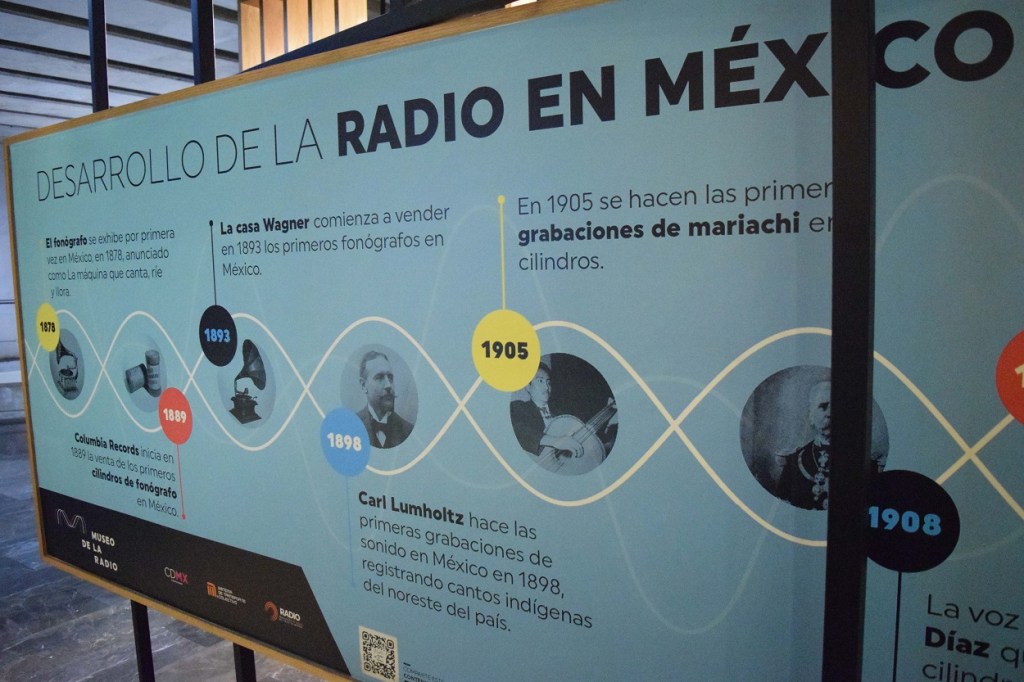 DESARROLLO DE LA RADIO EN MÉXICO
El fonógrafo se exhibe por primera
vez en México, en 1878, anunciado
como La máquina que canta, ríe
y llora.
1878
Columbia Records inicia en
1889 la venta de los primeros
cilindros de fonógrafo
en México.
1889
La casa Wagner comienza a vender
en 1893 los primeros fonógrafos en
México.
1893
Carl Lumholtz hace las
primeras grabaciones de
sonido en México en 1898,
registrando cantos indígenas
del noreste del país.
1898
En 1905 se hacen las primer
grabaciones de mariachi en
cilindros.
1905
1908
La voz
Díaz q
cilindro
1
MUSEO
DE LA
RADIO
CDMX
RADIO